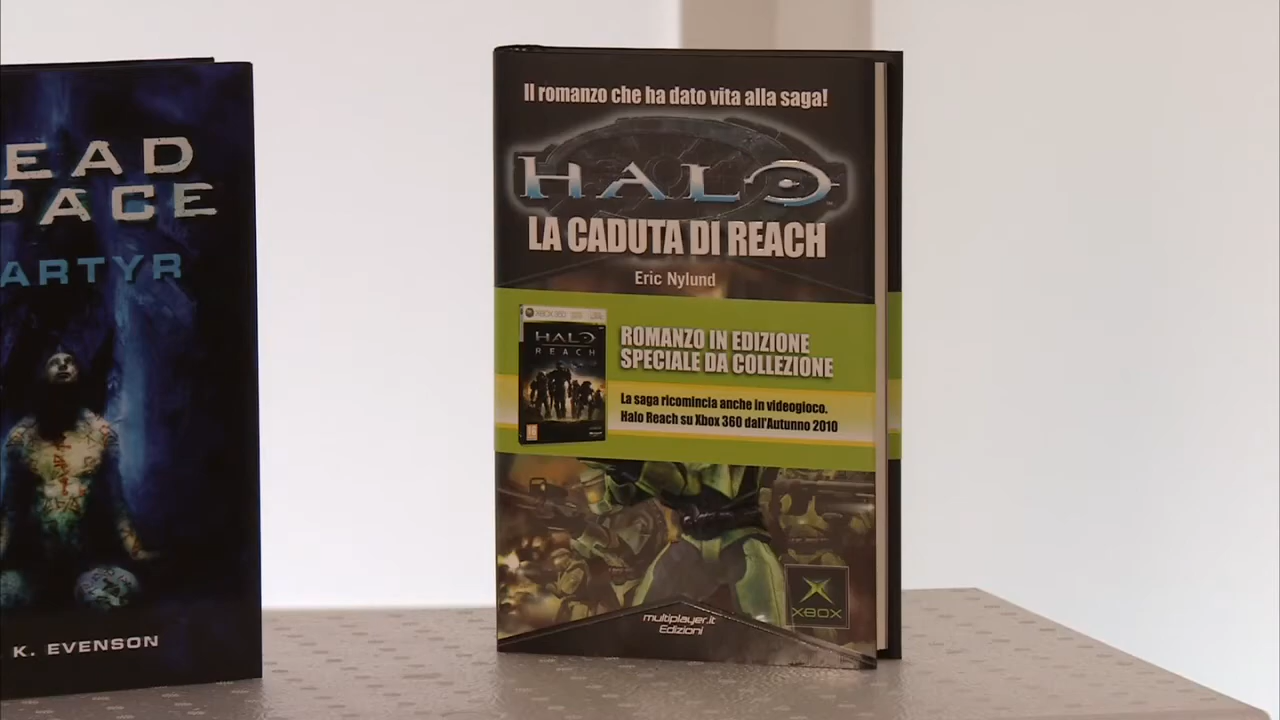 EAD
PACE
ARTYR
K. EVENSON
Il romanzo che ha dato vita alla saga!
HALO
LA CADUTA DI REACH
Eric Nylund
XBOX 360
HALO
REACH
ROMANZO IN EDIZIONE
SPECIALE DA COLLEZIONE
La saga ricomincia anche in videogioco.
Halo Reach su Xbox 360 dall'Autunno 2010
multiplayer.it
Edizioni
XBOX